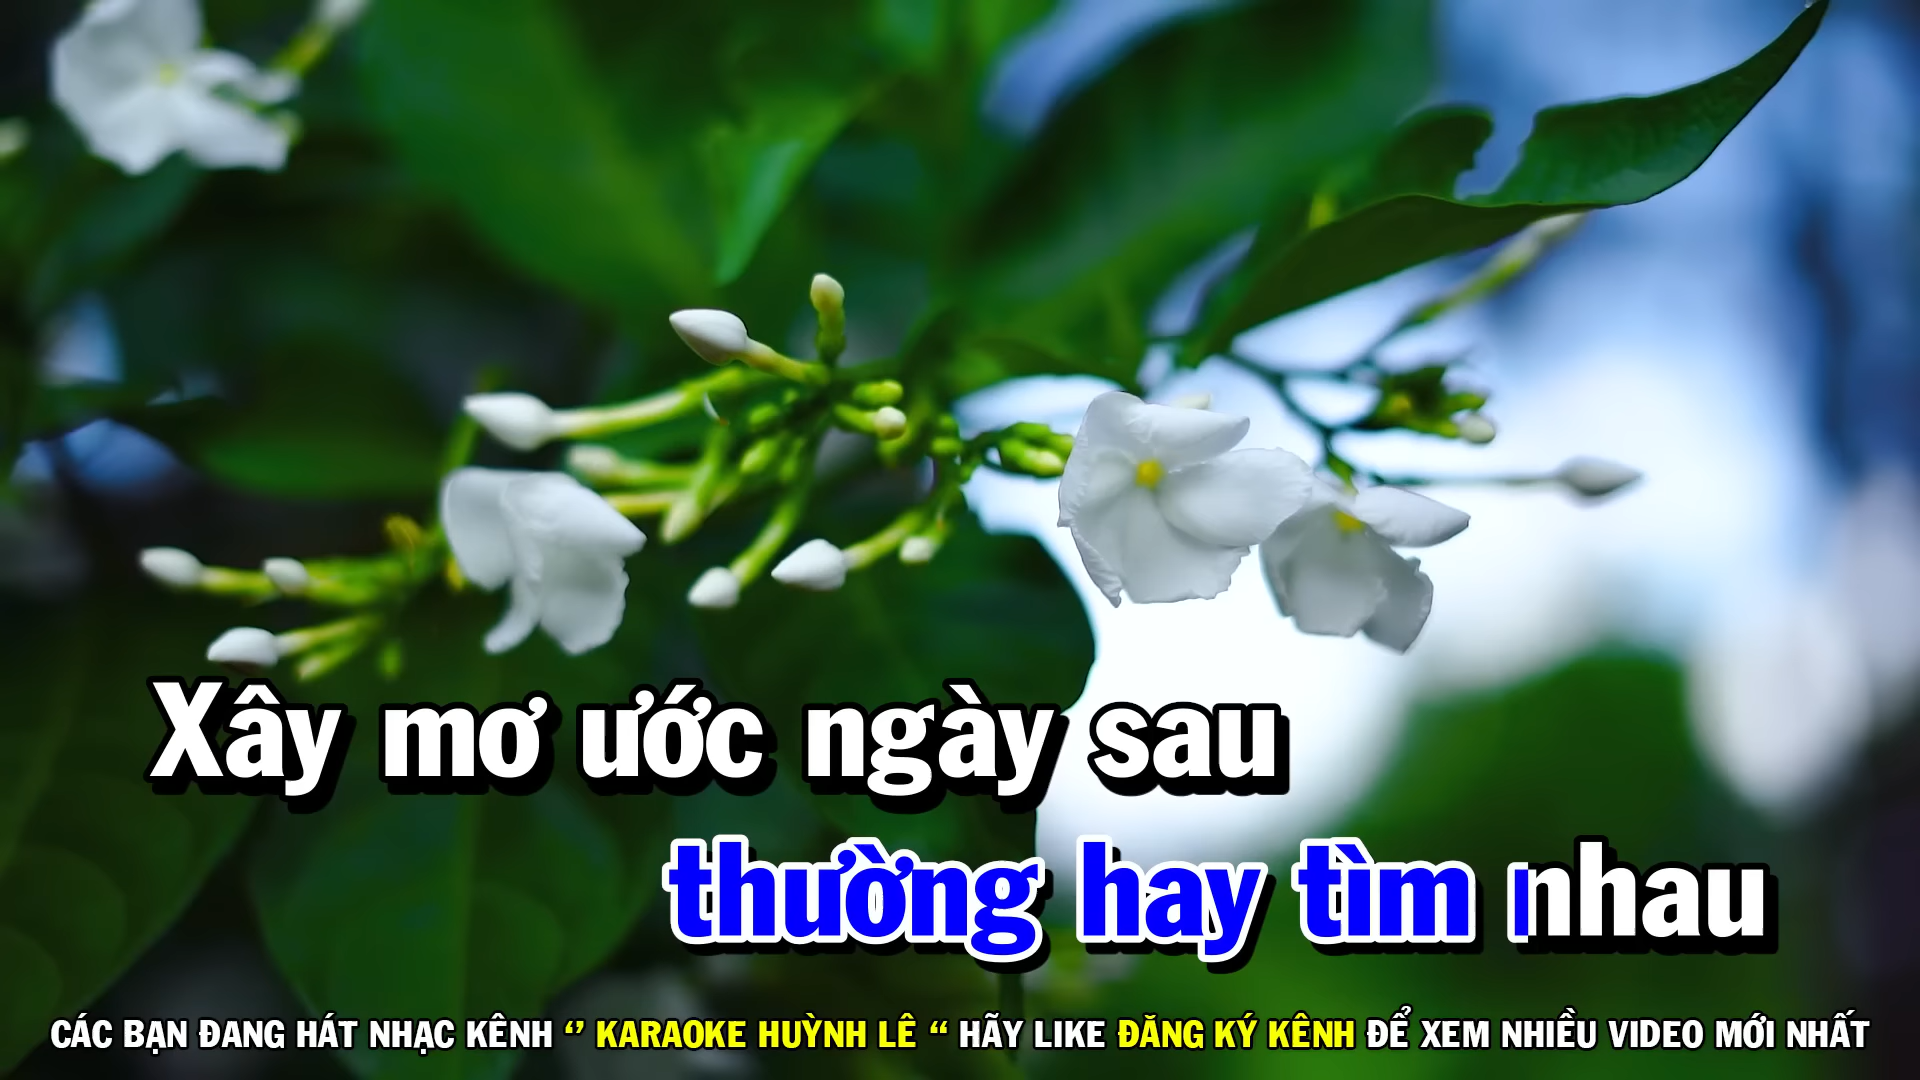 Xây mơ ước ngày sau
thường hay tìm nhau
CÁC BẠN ĐANG HÁT NHẠC KÊNH ‘’ KARAOKE HUỲNH LÊ “ HÃY LIKE ĐĂNG KÝ KÊNH ĐỂ XEM NHIỀU VIDEO MỚI NHẤT